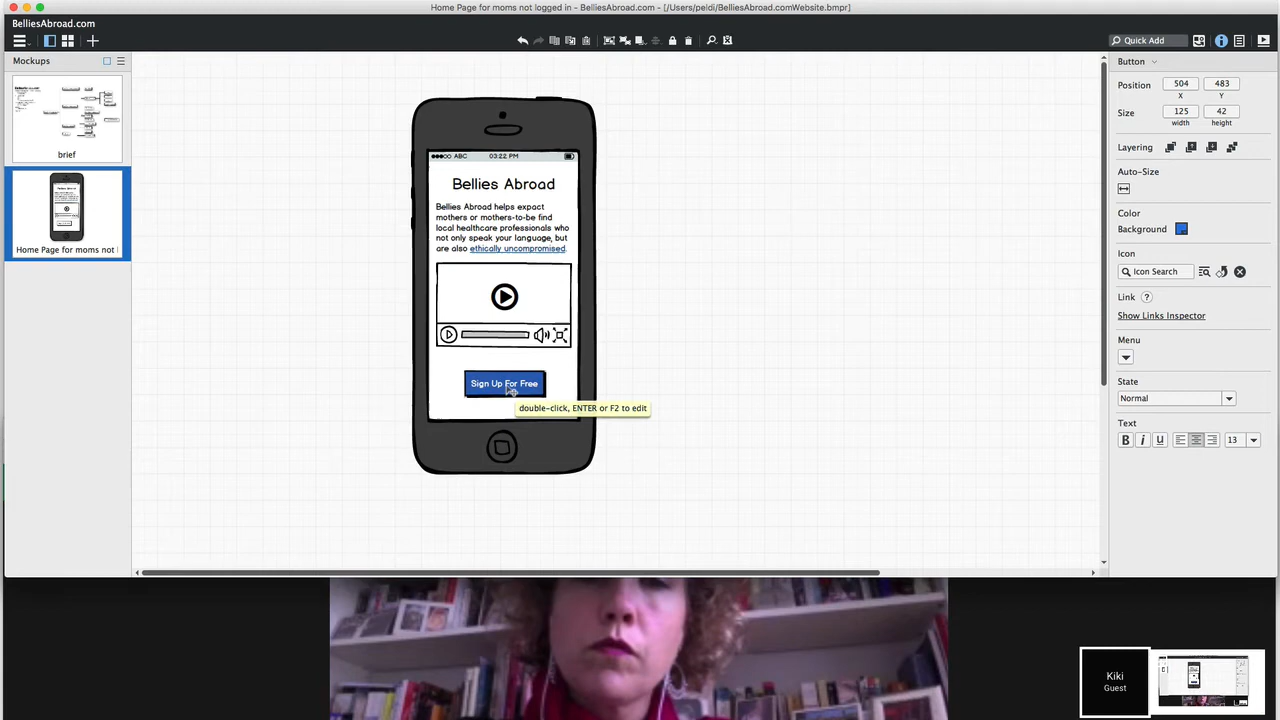 Home Page for moms not logged in - BelliesAbroad.com - [/Users/peldi/BelliesAbroad.comWebsite.bmpr]
BelliesAbroad.com
Quick Add
Mockups
brief
Home Page for moms not l
●●●○○ ABC 03:22 PM
Bellies Abroad
Bellies Abroad helps expact
mothers or mothers-to-be find
local healthcare professionals who
not only speak your language, but
are also ethically uncompromised.
Sign Up For Free
double-click, ENTER or F2 to edit
Button
Position 504 483
X Y
Size 125 42
width height
Layering
Auto-Size
Color
Background
Icon
Icon Search
Link ?
Show Links Inspector
Menu
State
Normal
Text
B i U 13
Kiki
Guest